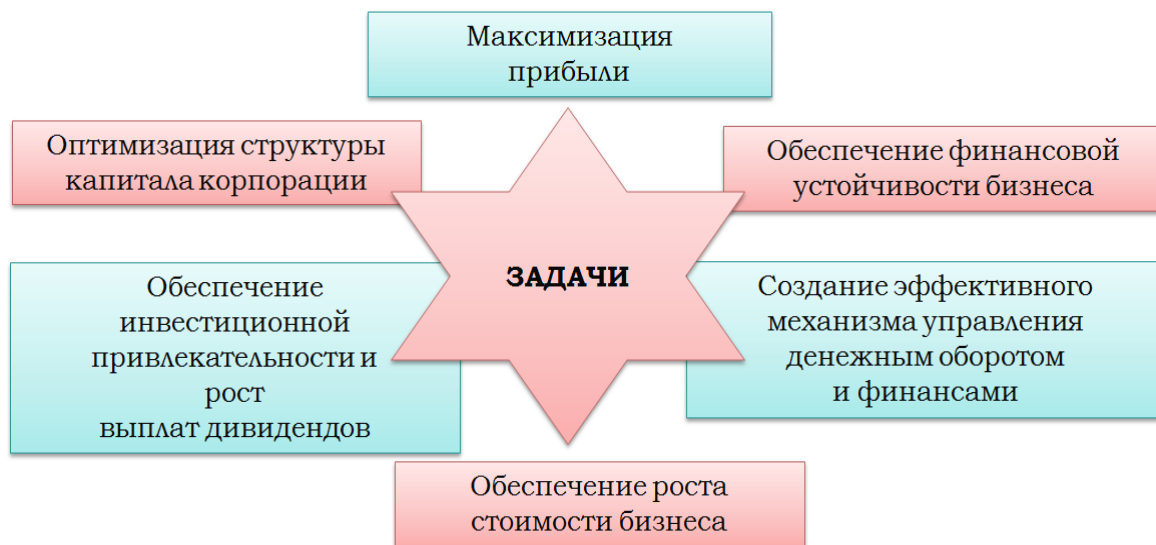 Максимизация
прибыли
Оптимизация структуры
капитала корпорации
Обеспечение финансовой
устойчивости бизнеса
ЗАДАЧИ
Обеспечение
инвестиционной
привлекательности и
рост
выплат дивидендов
Создание эффективного
механизма управления
денежным оборотом
и финансами
Обеспечение роста
стоимости бизнеса